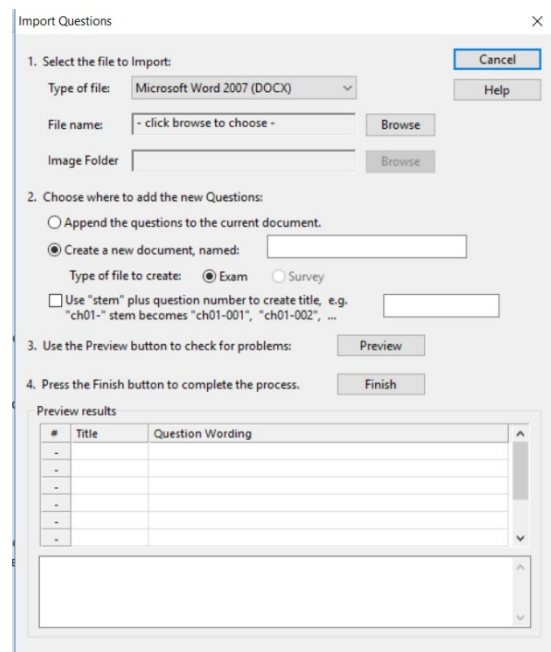 Import Questions
1. Select the file to Import:
Cancel
Type of file: Microsoft Word 2007 (DOCX)
Help
File name: - click browse to choose - Browse
Image Folder Browse
2. Choose where to add the new Questions:
Append the questions to the current document.
Create a new document, named:
Type of file to create: Exam Survey
Use "stem" plus question number to create title, e.g.
"ch01-" stem becomes "ch01-001", "ch01-002", ...
3. Use the Preview button to check for problems: Preview
4. Press the Finish button to complete the process. Finish
Preview results
# Title Question Wording
-
-
-
-
-
-